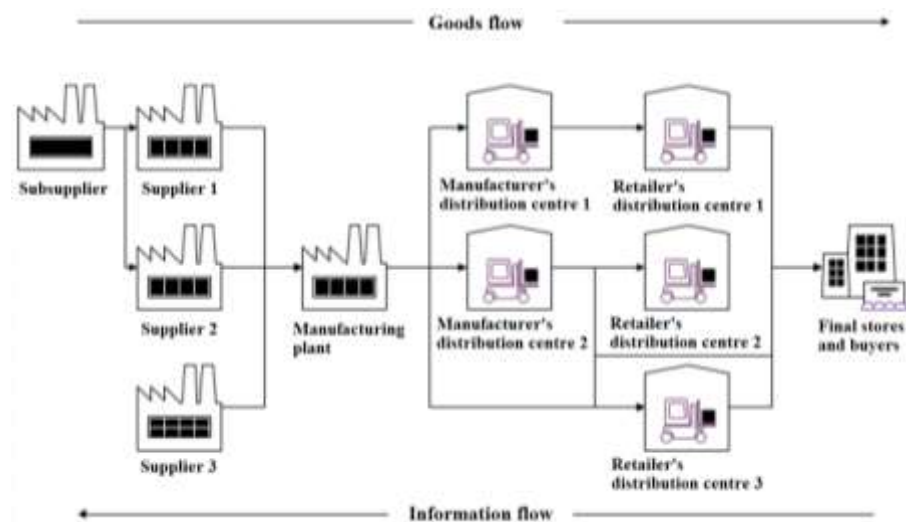 Goods flow
Subsupplier
Supplier 1
Manufacturer's
distribution centre 1
Retailer's
distribution centre 1
Supplier 2
Manufacturing
plant
Manufacturer's
distribution centre 2
Retailer's
distribution centre 2
Final stores
and buyers
Supplier 3
Retailer's
distribution centre 3
Information flow